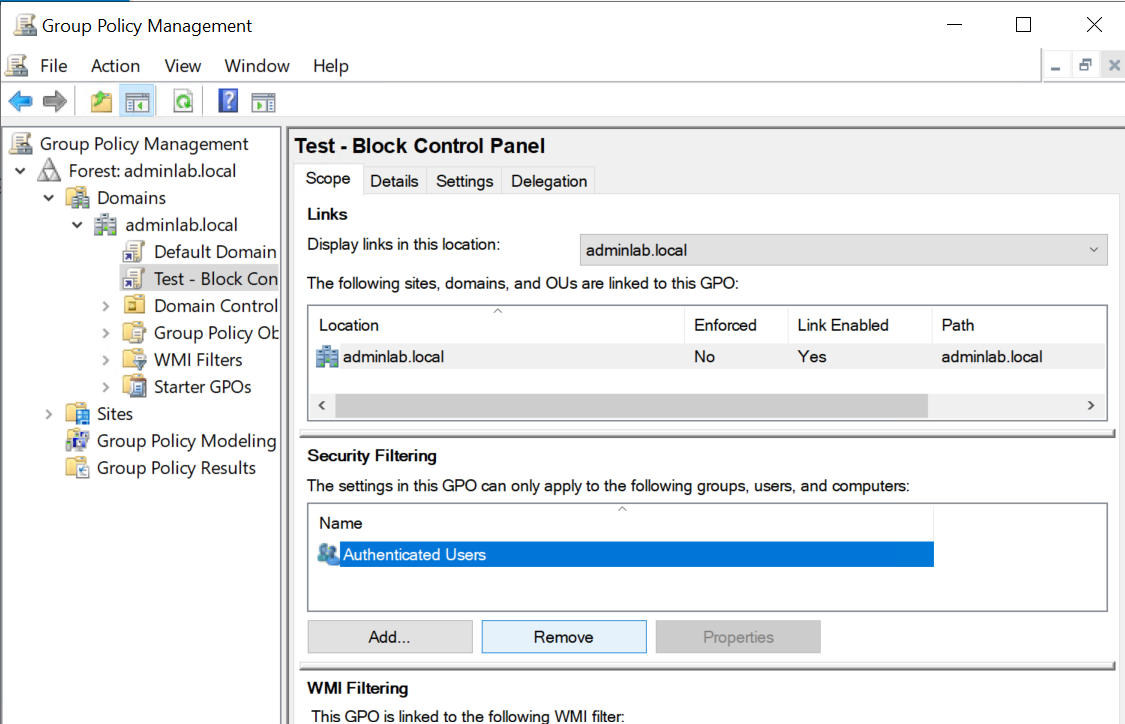 Group Policy Management
File Action View Window Help
Group Policy Management
Forest: adminlab.local
Domains
adminlab.local
Default Domain
Test - Block Con
Domain Control
Group Policy Ob
WMI Filters
Starter GPOs
Sites
Group Policy Modeling
Group Policy Results
Test - Block Control Panel
Scope Details Settings Delegation
Links
Display links in this location: adminlab.local
The following sites, domains, and OUs are linked to this GPO:
Location Enforced Link Enabled Path
adminlab.local No Yes adminlab.local
Security Filtering
The settings in this GPO can only apply to the following groups, users, and computers:
Name
Authenticated Users
Add... Remove Properties
WMI Filtering
This GPO is linked to the following WMI filter: